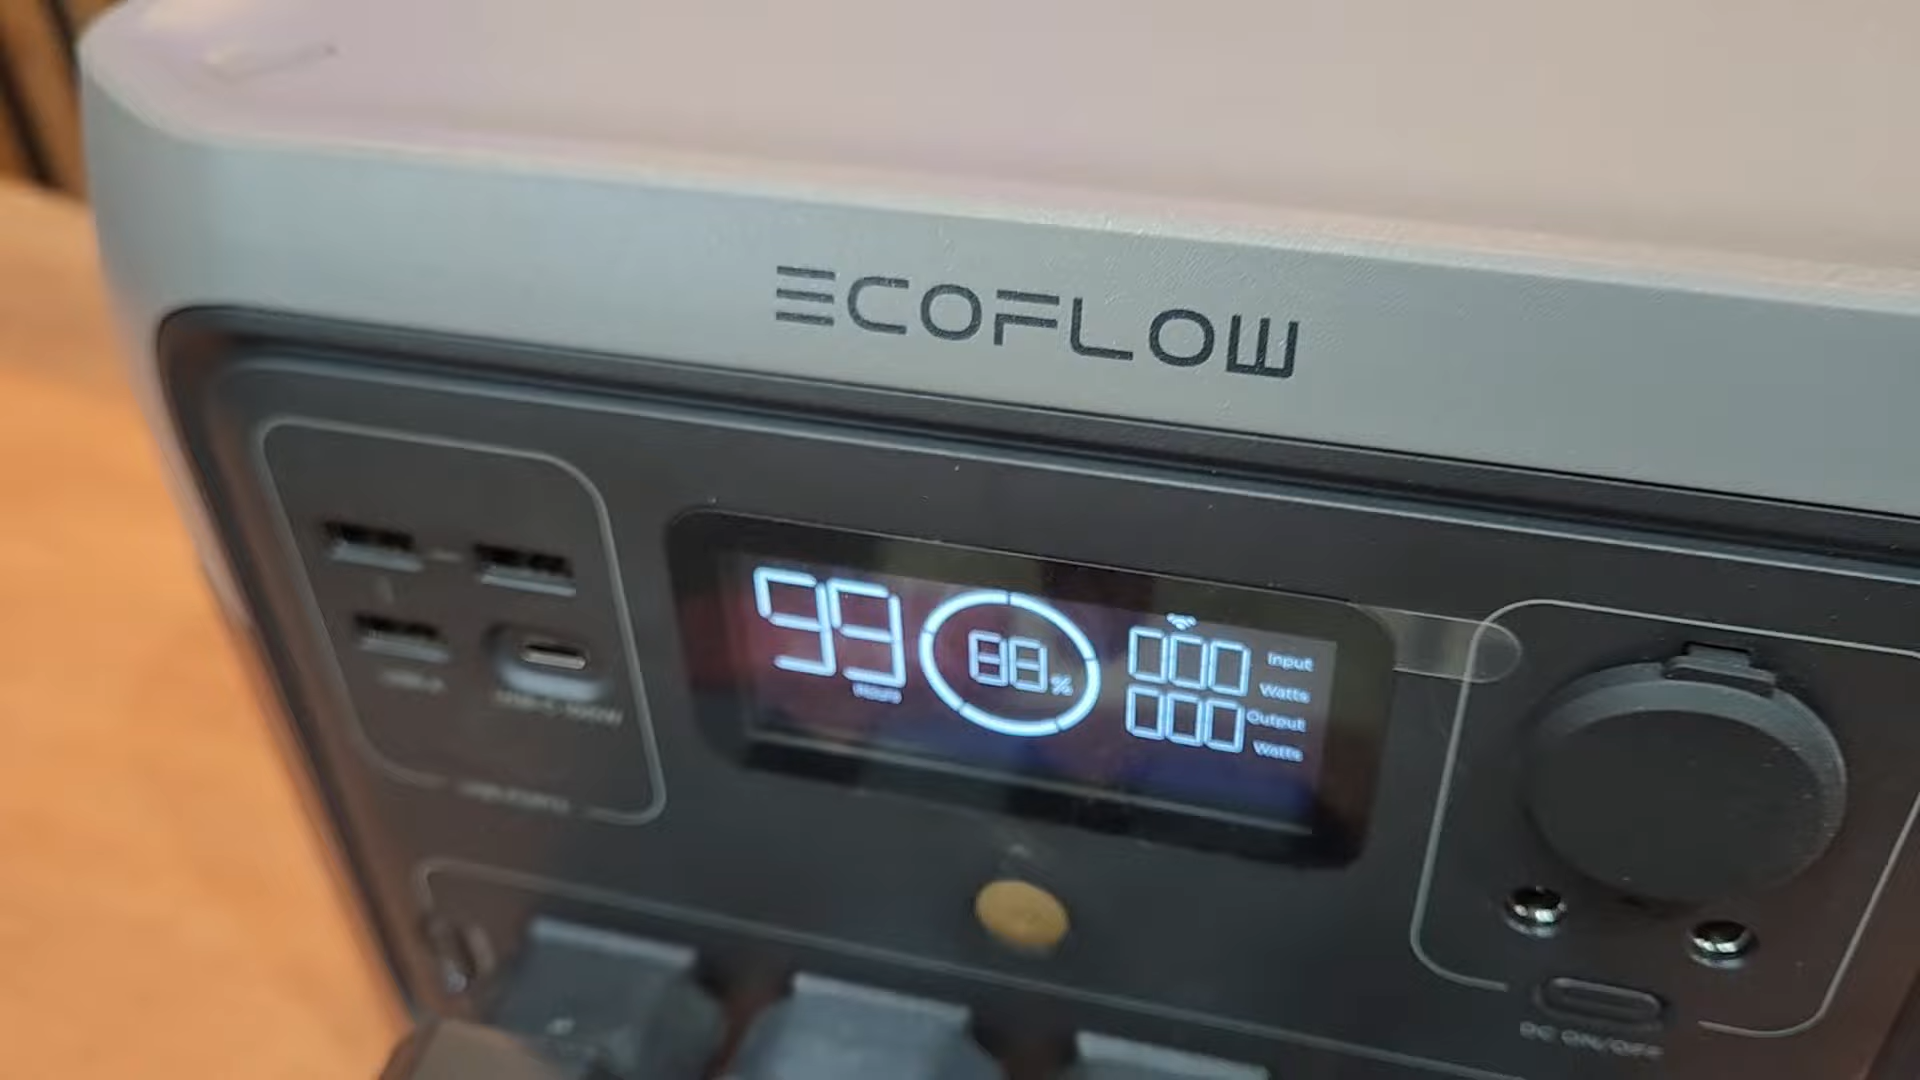 ECOFLOW
99
Hours
88%
000 Input
Watts
000 Output
Watts
DC ON/OFF